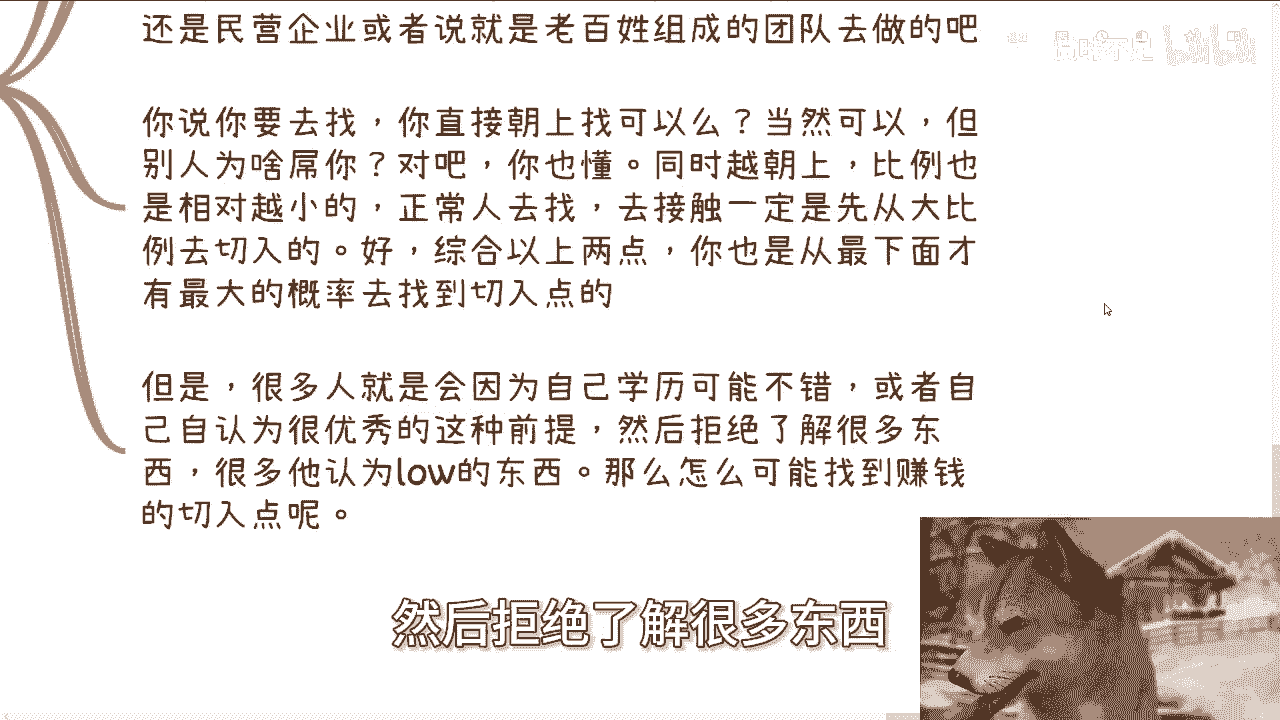 还是民营企业或者说就是老百姓组成的团队去做的吧
你说你要去找，你直接朝上找可以么？当然可以，但
别人为啥屌你？对吧，你也懂。同时越朝上，比例也
是相对越小的，正常人去找，去接触一定是先从大比
例去切入的。好，综合以上两点，你也是从最下面才
有最大的概率去找到切入点的
但是，很多人就是会因为自己学历可能不错，或者自
己自认为很优秀的这种前提，然后拒绝了解很多东
西，很多他认为low的东西。那么怎么可能找到赚钱
的切入点呢。
然后拒绝了解很多东西